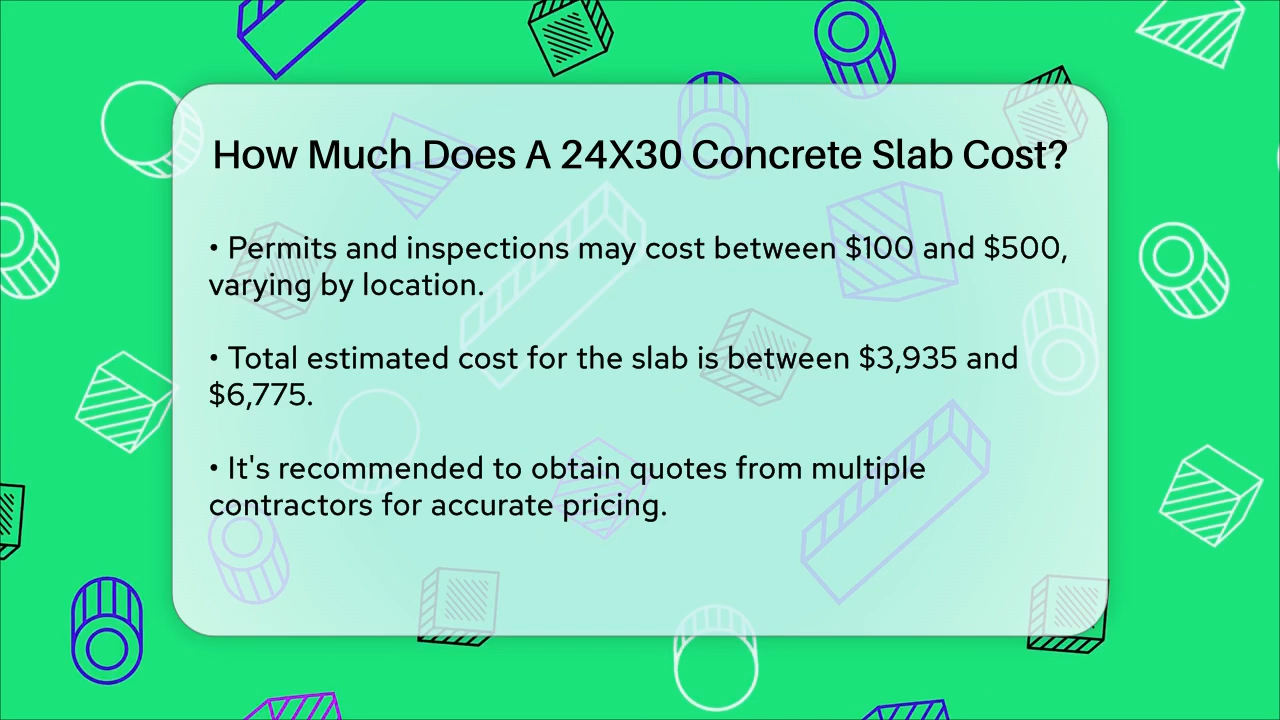 How Much Does A 24X30 Concrete Slab Cost?
• Permits and inspections may cost between $100 and $500,
varying by location.
• Total estimated cost for the slab is between $3,935 and
$6,775.
• It's recommended to obtain quotes from multiple
contractors for accurate pricing.